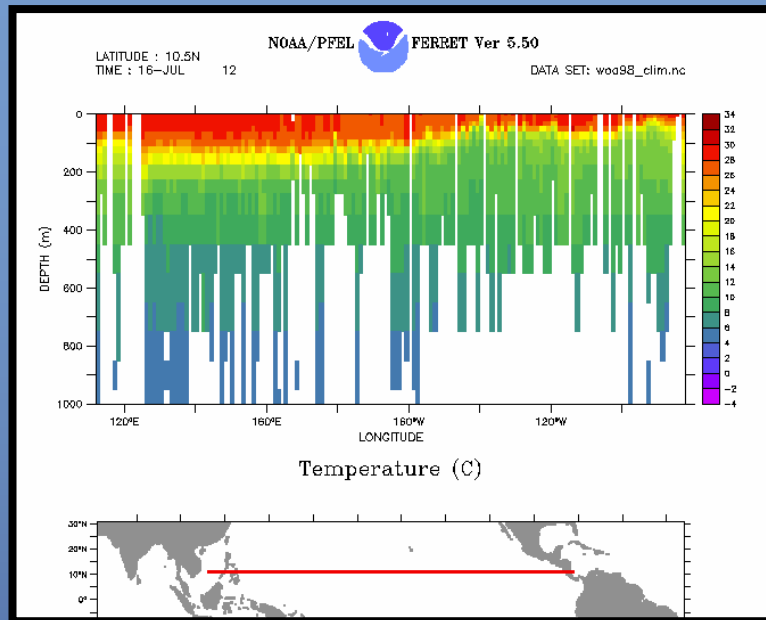 NOAA/PFEL FERRET Ver 5.50
LATITUDE : 10.5N
TIME : 16-JUL 12 DATA SET: woa98_clim.nc
0
200
400
600
800
1000
DEPTH (m)
120°E 160°E 160°W 120°W
LONGITUDE
34
32
30
28
26
24
22
20
18
16
14
12
10
8
6
4
2
0
-2
-4
Temperature (C)
30°N
20°N
10°N
0°